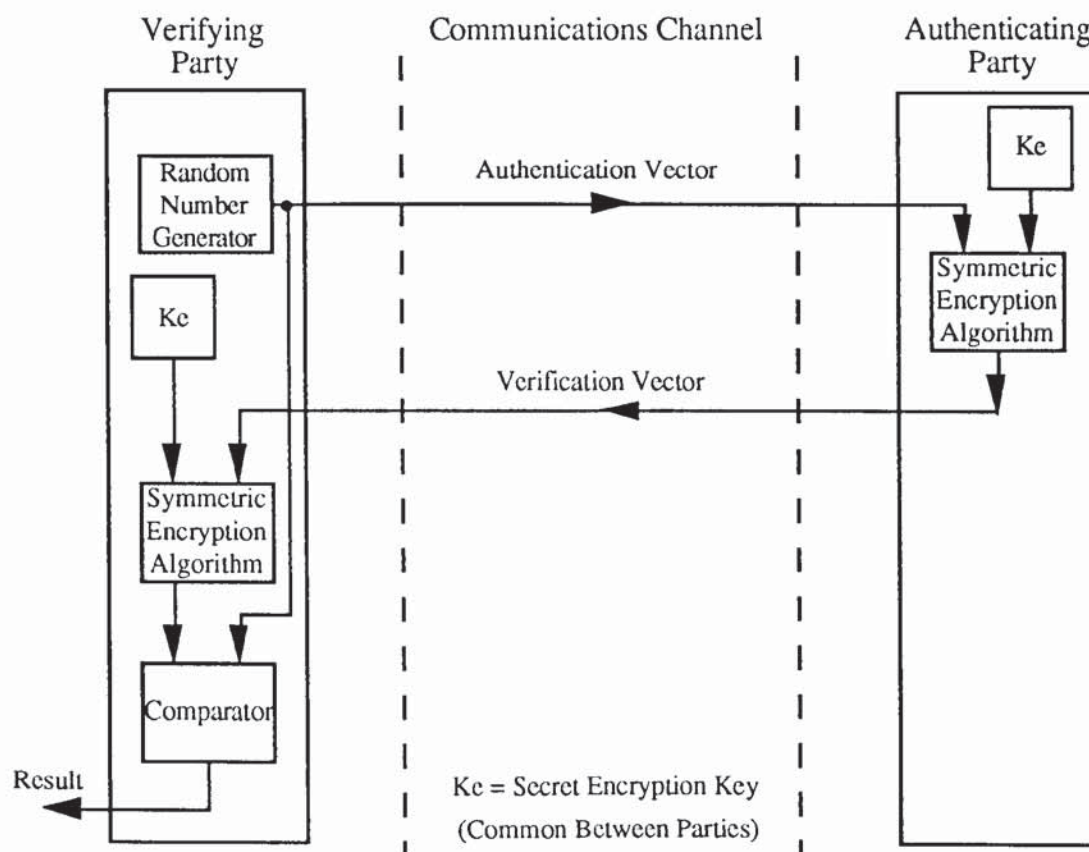 Verifying
Party
Communications Channel
Authenticating
Party
Random
Number
Generator
Authentication Vector
Ke
Symmetric
Encryption
Algorithm
Ke
Verification Vector
Symmetric
Encryption
Algorithm
Comparator
Result
Ke = Secret Encryption Key
(Common Between Parties)